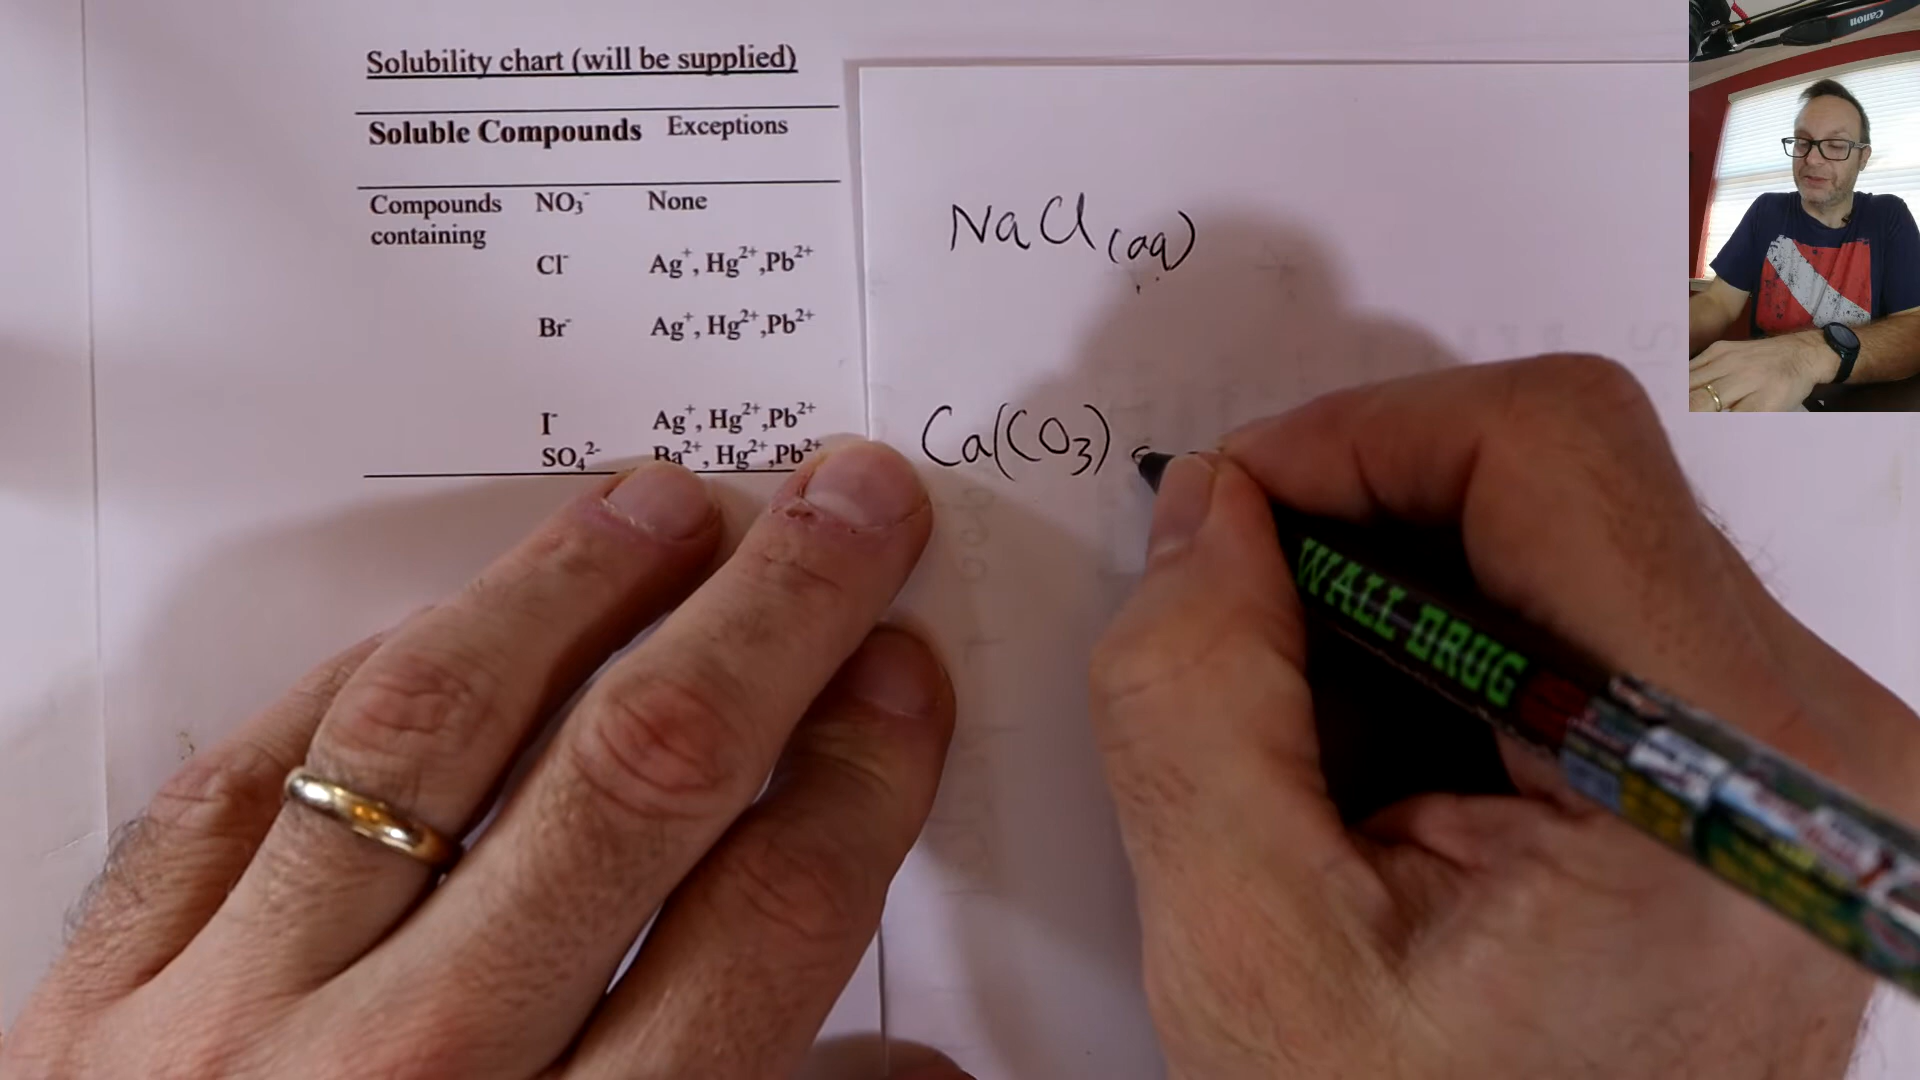 Solubility chart (will be supplied)
Soluble Compounds Exceptions
Compounds containing NO₃⁻ None
Cl⁻ Ag⁺, Hg²⁺,Pb²⁺
Br⁻ Ag⁺, Hg²⁺,Pb²⁺
I⁻ Ag⁺, Hg²⁺,Pb²⁺
SO₄²⁻ Ba²⁺, Hg²⁺,Pb²⁺
NaCl(aq)
Ca(CO₃)
WALL DRUG
Canon